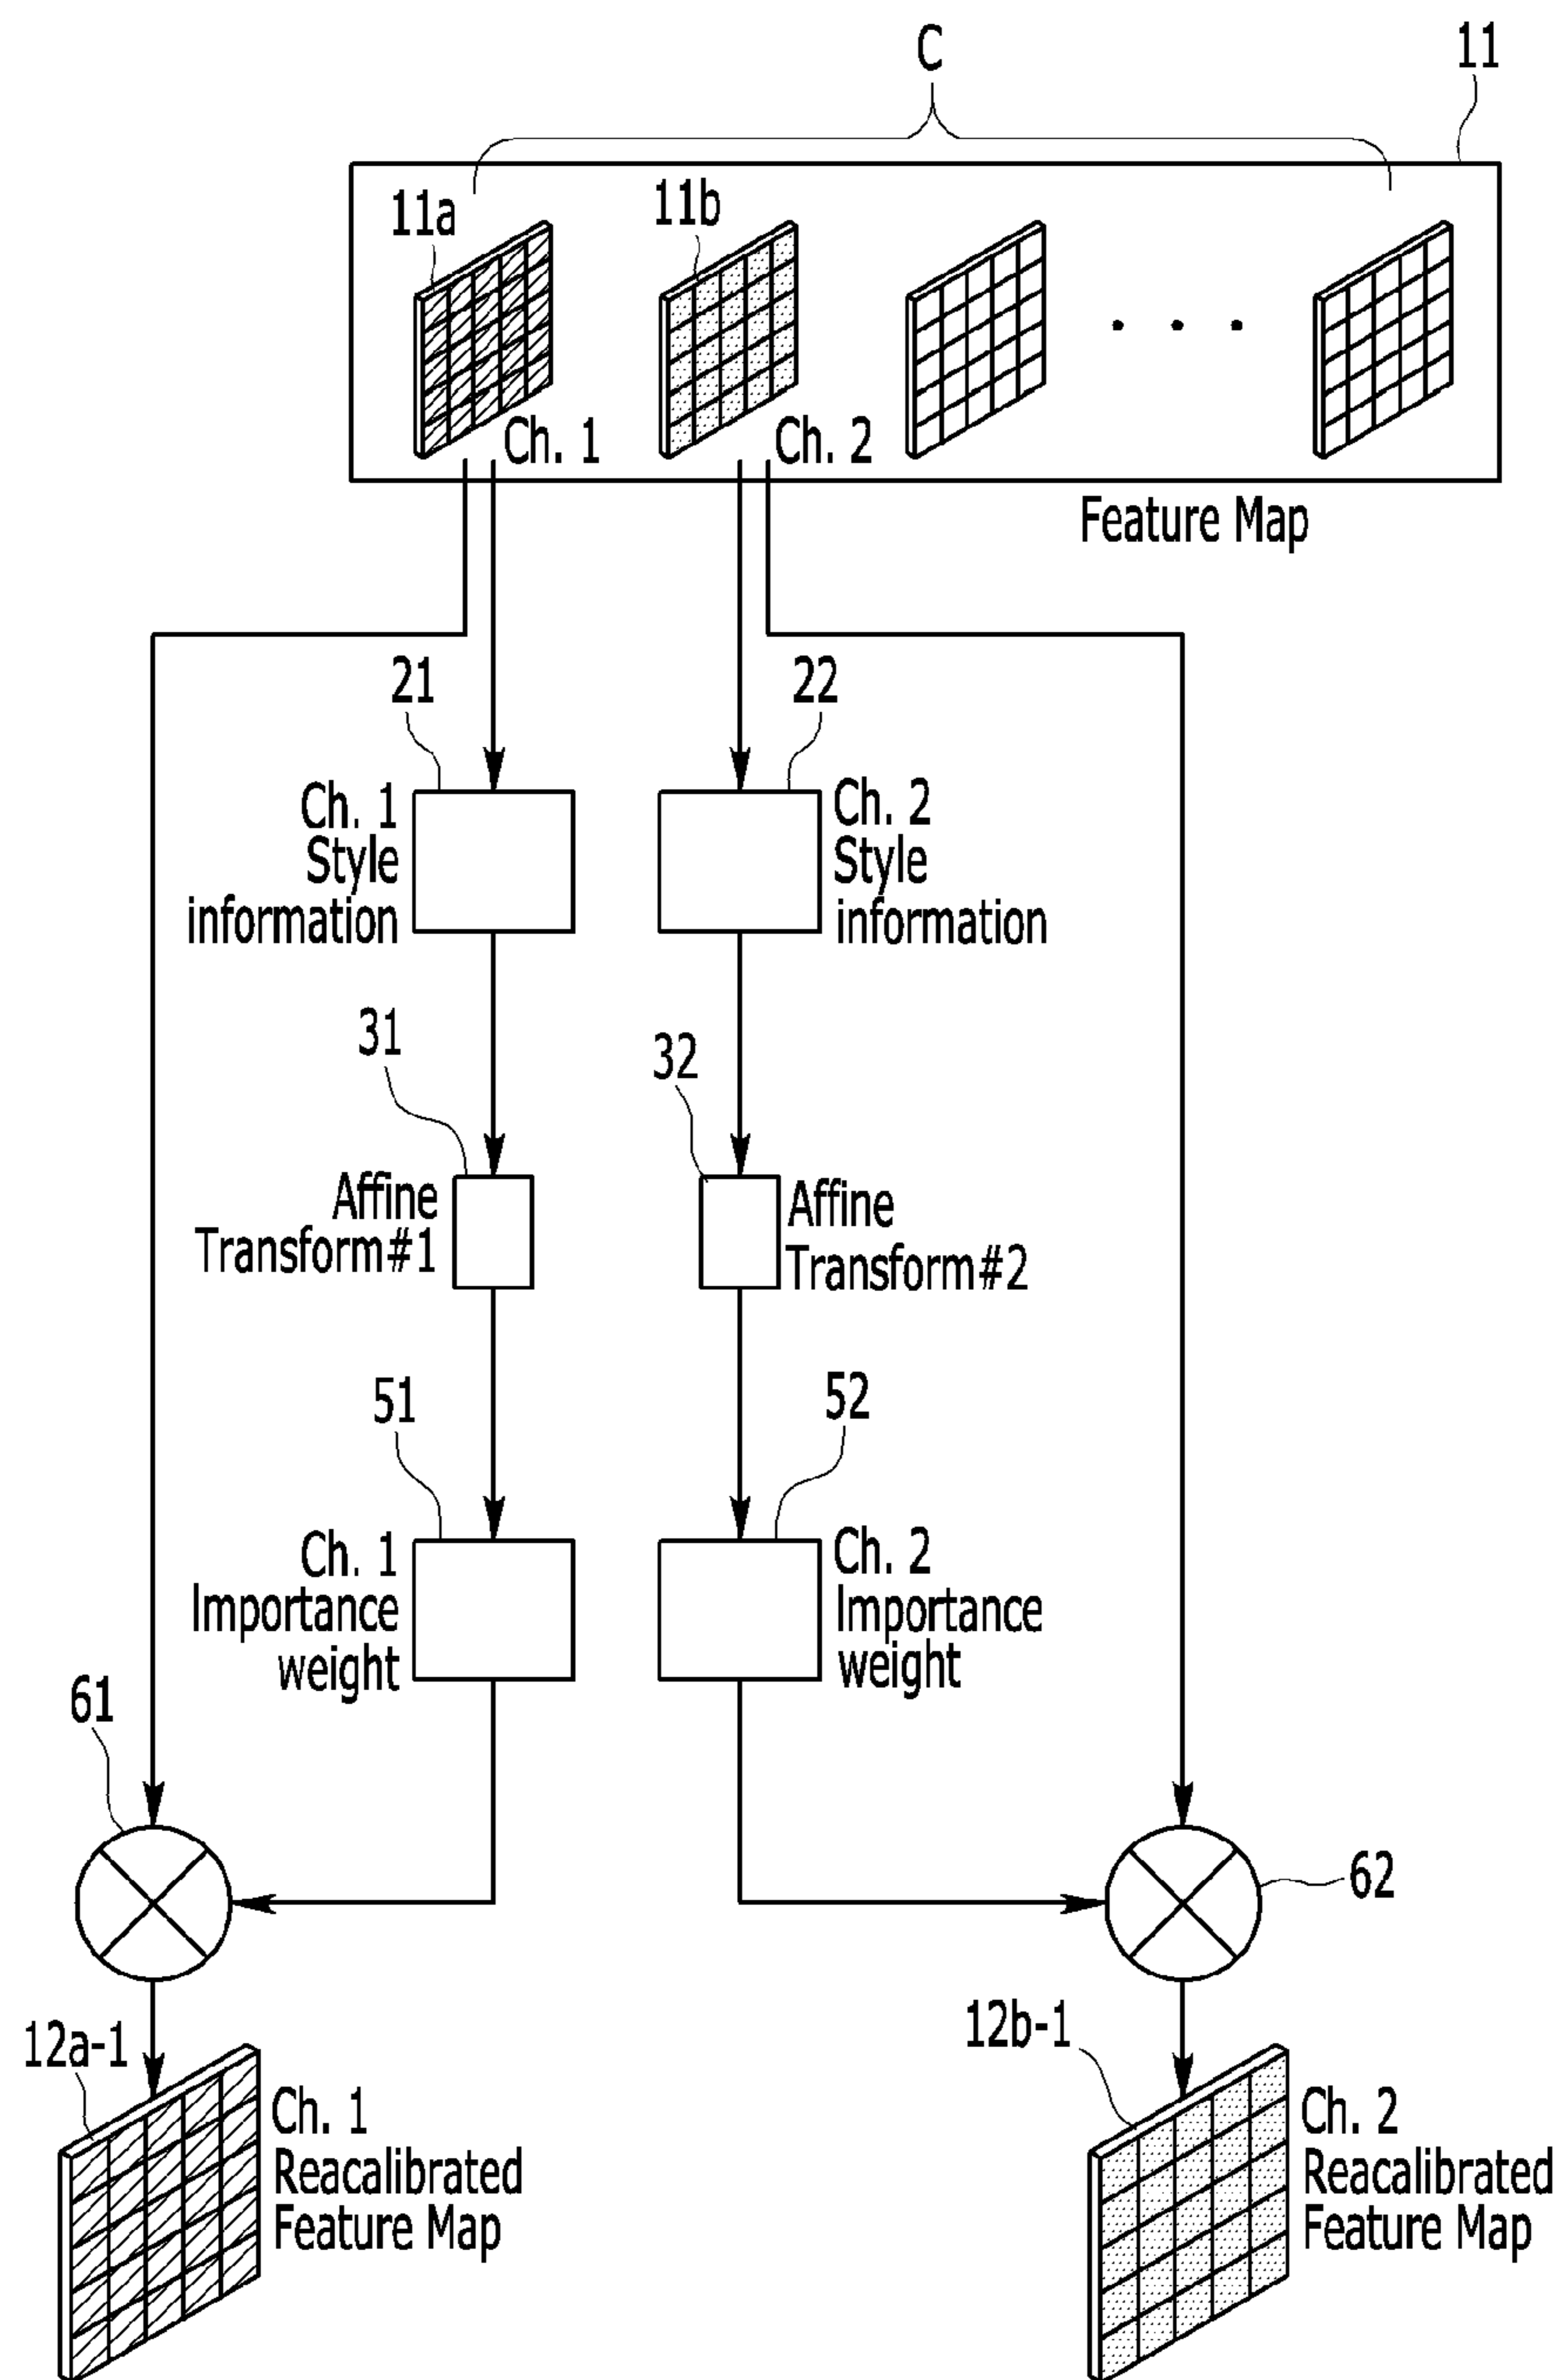 C
11
11a
11b
Ch. 1
Ch. 2
Feature Map
21
22
Ch. 1
Style
information
Ch. 2
Style
information
31
32
Affine
Transform#1
Affine
Transform#2
51
52
Ch. 1
Importance
weight
Ch. 2
Importance
weight
61
62
12a-1
12b-1
Ch. 1
Reacalibrated
Feature Map
Ch. 2
Reacalibrated
Feature Map